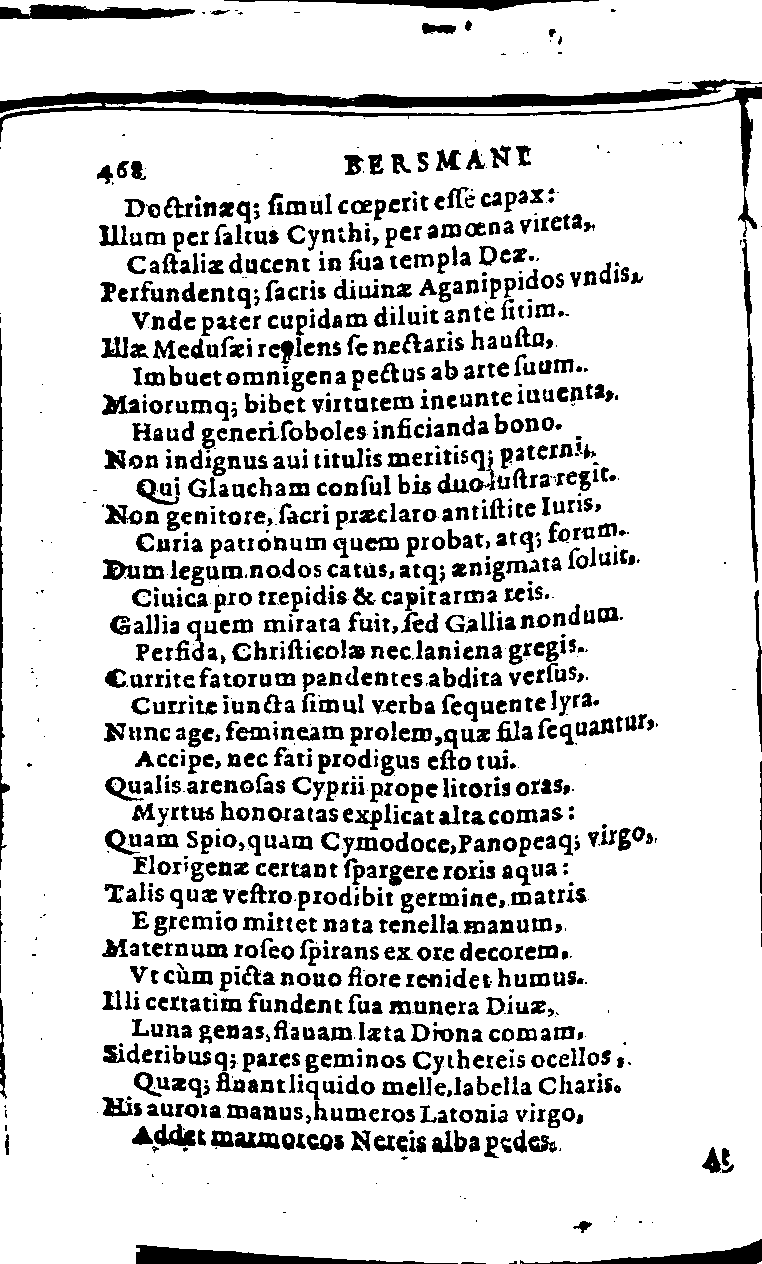 468 BERSMANI
Doctrinæq; ſimul cœperit eſſe capax:
Illum per ſaltus Cynthi, per amœna vireta,
Caſtaliæ ducent in ſua templa Deæ.
Perfundentq; ſacris diuinæ Aganippidos vndis,
Vnde pater cupidam diluit antè ſitim.
Illæ Meduſæi replens ſe nectaris hauſtu,
Imbuet omnigena pectus ab arte ſuum.
Maiorumq; bibet virtutem ineunte iuuenta,
Haud generi ſoboles inficianda bono.
Non indignus aui titulis meritisq; paterni,
Qui Glaucham conſul bis duo luſtra regit.
Non genitore, ſacri præclaro antiſtite Iuris,
Curia patronum quem probat, atq; forum.
Dum legum nodos catus, atq; ænigmata ſoluit,
Ciuica pro trepidis & capit arma reis.
Gallia quem mirata fuit, ſed Gallia nondum
Perfida, Chriſticolæ nec laniena gregis.
Currite fatorum pandentes abdita verſus,
Currite iuncta ſimul verba ſequente lyra.
Nunc age, femineam prolem, quæ fila ſequantur,
Accipe, nec fati prodigus eſto tui.
Qualis arenoſas Cyprii prope litoris oras,
Myrtus honoratas explicat alta comas:
Quam Spio, quam Cymodoce, Panopeaq; virgo,
Florigenæ certant ſpargere roris aqua:
Talis quæ veſtro prodibit germine, matris
E gremio mittet nata tenella manum,
Maternum roſeo ſpirans ex ore decorem,
Vt cùm picta nouo flore renidet humus.
Illi certatim fundent ſua munera Diuæ,
Luna genas, flauam læta Diona comam,
Sideribusq; pares geminos Cythereis ocellos,
Quæq; fluant liquido melle, labella Charis.
His aurora manus, humeros Latonia virgo,
Addet marmoreos Nereis alba pedes.